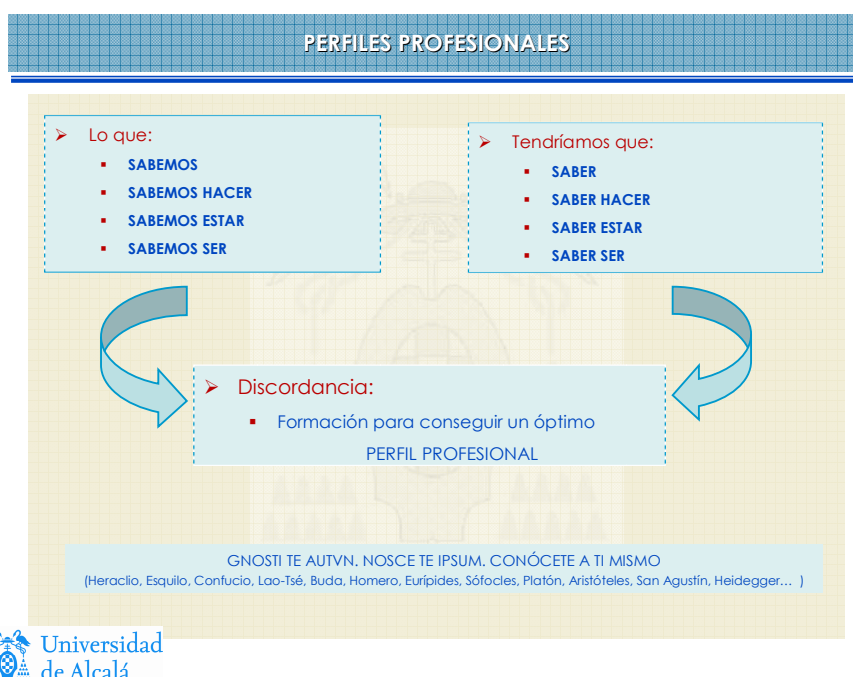 PERFILES PROFESIONALES
Lo que:
SABEMOS
SABEMOS HACER
SABEMOS ESTAR
SABEMOS SER
Tendríamos que:
SABER
SABER HACER
SABER ESTAR
SABER SER
Discordancia:
Formación para conseguir un óptimo
PERFIL PROFESIONAL
GNOSTI TE AUTVN. NOSCE TE IPSUM. CONÓCETE A TI MISMO
(Heraclio, Esquilo, Confucio, Lao-Tsé, Buda, Homero, Eurípides, Sófocles, Platón, Aristóteles, San Agustín, Heidegger... )
Universidad
de Alcalá